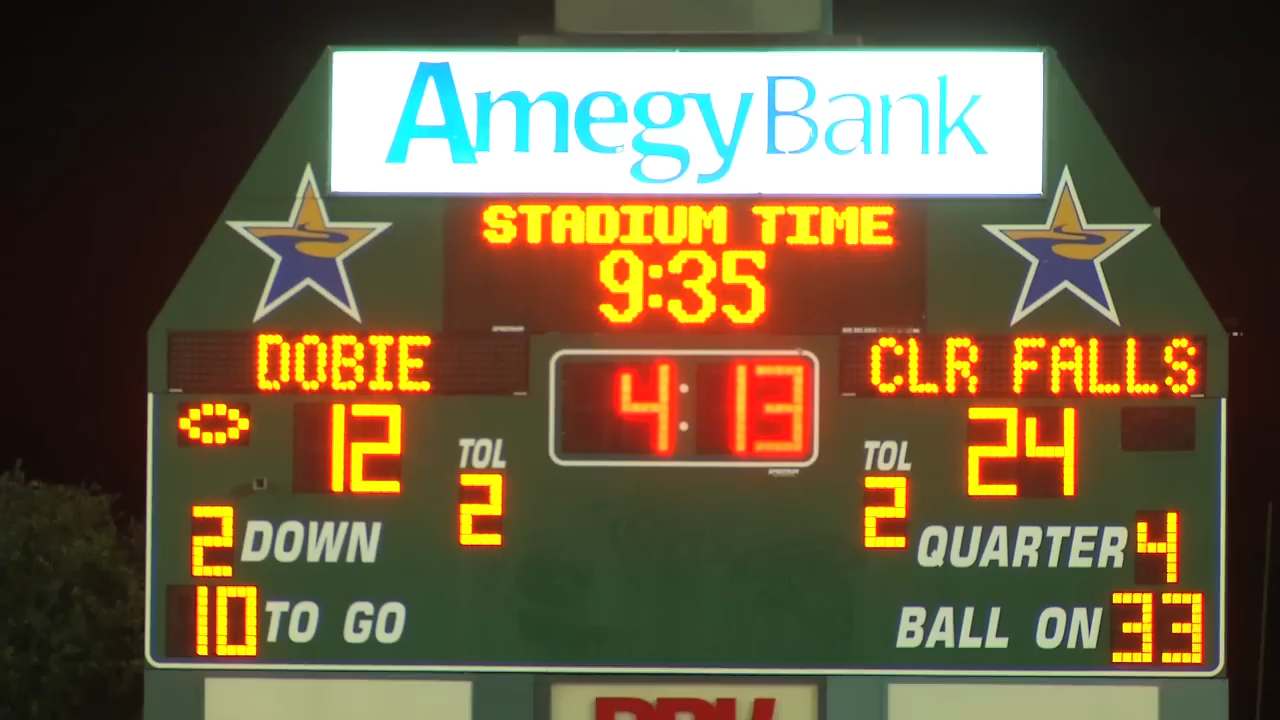 AmegyBank
STADIUM TIME
9:35
DOBIE
4:13
CLR FALLS
12
TOL
2
TOL
2
24
2 DOWN
QUARTER 4
10 TO GO
BALL ON 33